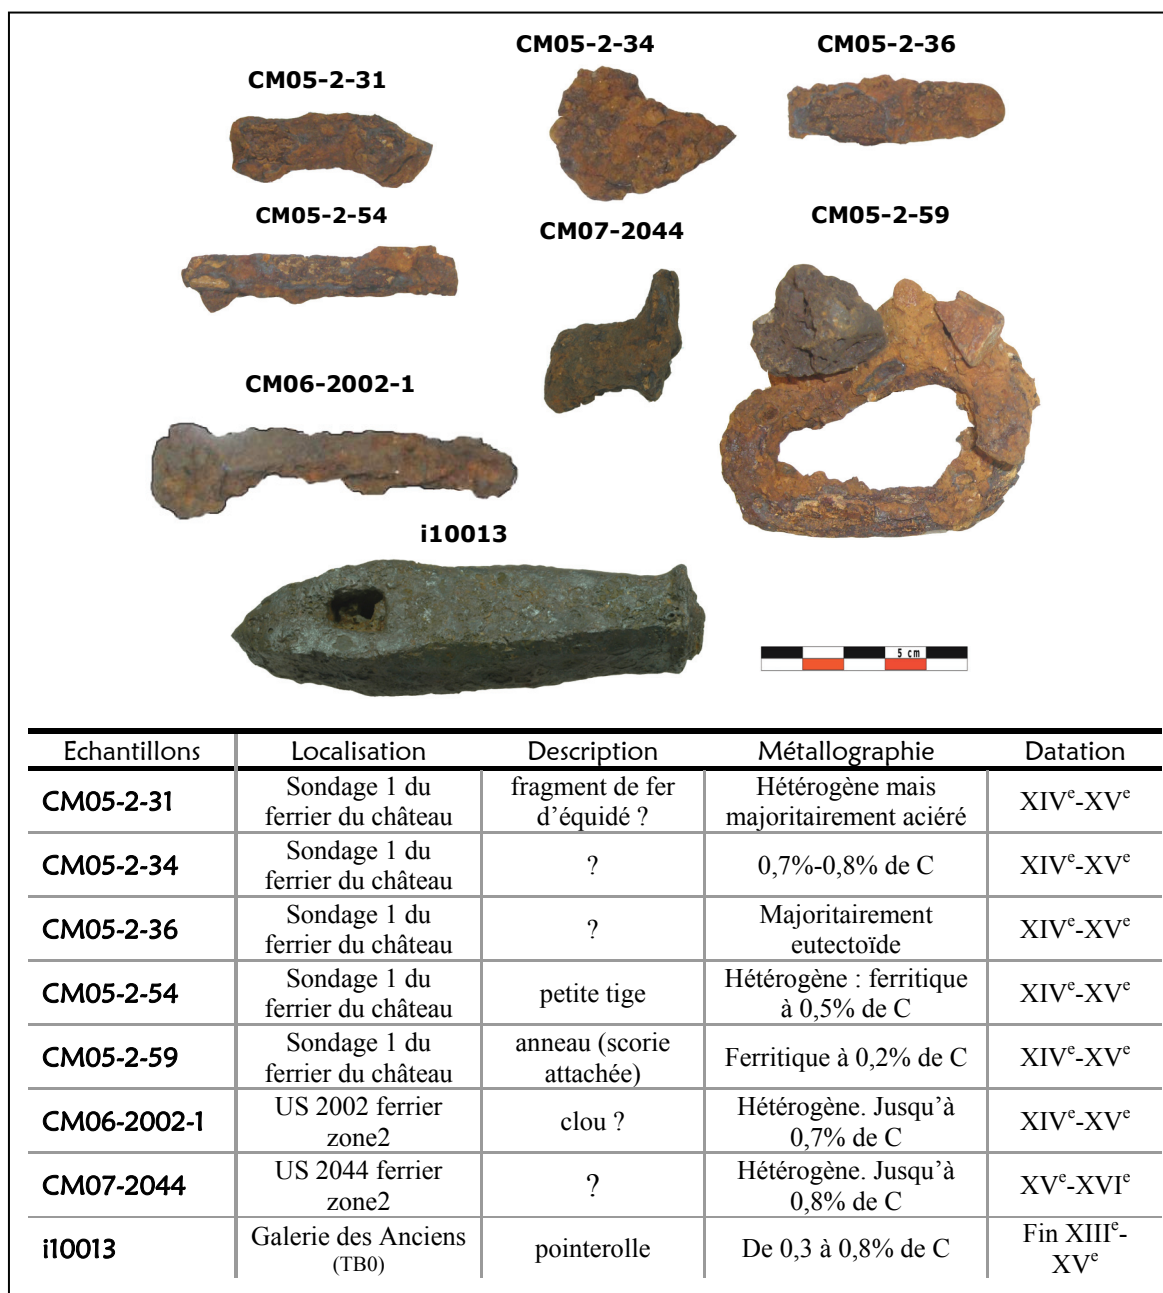 CM05-2-34
CM05-2-36
CM05-2-31
CM05-2-54
CM07-2044
CM05-2-59
CM06-2002-1
i10013
5 cm
Echantillons Localisation Description Métallographie Datation
CM05-2-31 Sondage 1 du ferrier du château fragment de fer d'équidé ? Hétérogène mais majoritairement aciéré XIVe-XVe
CM05-2-34 Sondage 1 du ferrier du château ? 0,7%-0,8% de C XIVe-XVe
CM05-2-36 Sondage 1 du ferrier du château ? Majoritairement eutectoïde XIVe-XVe
CM05-2-54 Sondage 1 du ferrier du château petite tige Hétérogène : ferritique à 0,5% de C XIVe-XVe
CM05-2-59 Sondage 1 du ferrier du château anneau (scorie attachée) Ferritique à 0,2% de C XIVe-XVe
CM06-2002-1 US 2002 ferrier zone2 clou ? Hétérogène. Jusqu'à 0,7% de C XIVe-XVe
CM07-2044 US 2044 ferrier zone2 ? Hétérogène. Jusqu'à 0,8% de C XVe-XVIe
i10013 Galerie des Anciens (TB0) pointerolle De 0,3 à 0,8% de C Fin XIIIe-XVe